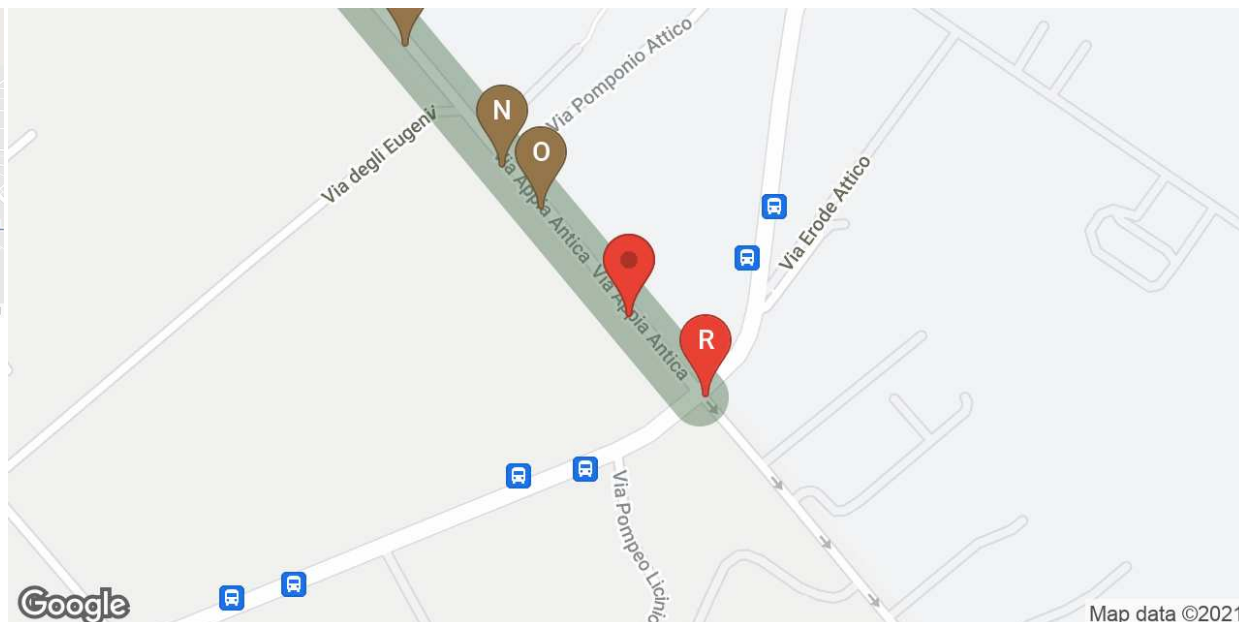 Via Pomponio Attico
N
Via degli Eugenii
O
Via Appia Antica
Via Appia Antica
Via Erode Attico
R
Via Pompeo Licinio
Google
Map data ©2021